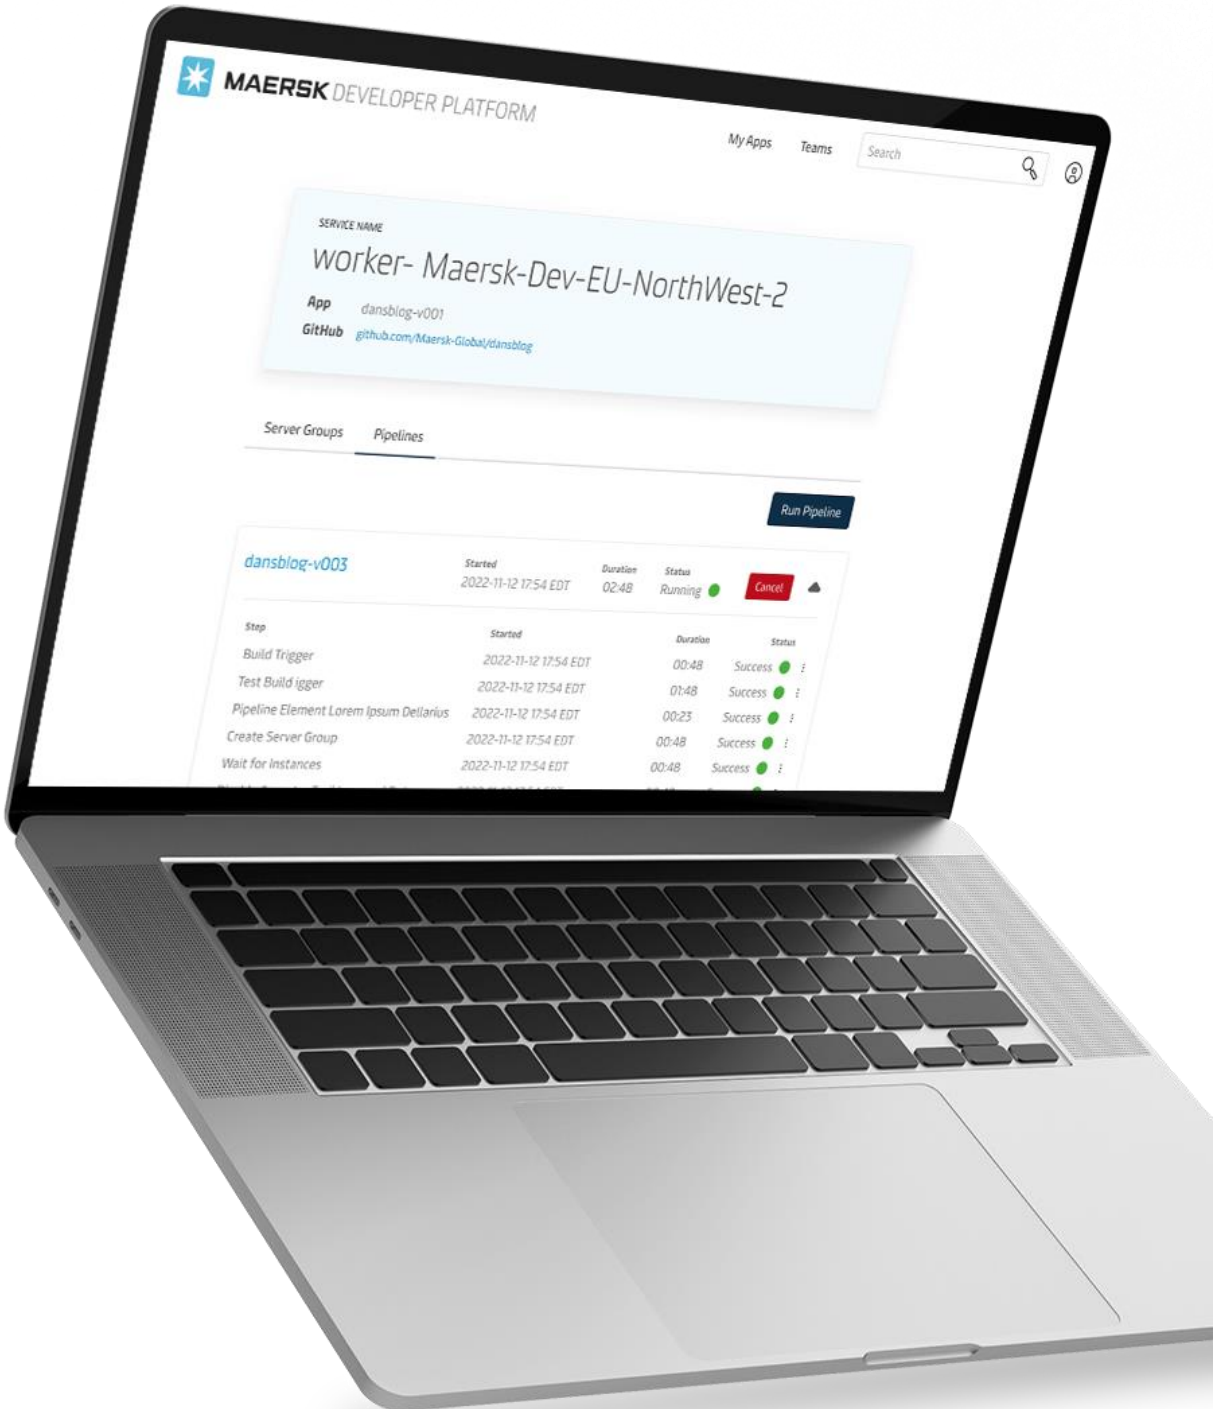 MAERSK DEVELOPER PLATFORM
My Apps Teams Search
SERVICE NAME
worker- Maersk-Dev-EU-NorthWest-2
App dansblog-v001
GitHub github.com/Maersk-Global/dansblog
Server Groups Pipelines
Run Pipeline
dansblog-v003
Started Duration Status
2022-11-12 17:54 EDT 02:48 Running Cancel
Step Started Duration Status
Build Trigger 2022-11-12 17:54 EDT 00:48 Success
Test Build igger 2022-11-12 17:54 EDT 01:48 Success
Pipeline Element Lorem Ipsum Dellarius 2022-11-12 17:54 EDT 00:23 Success
Create Server Group 2022-11-12 17:54 EDT 00:48 Success
Wait for Instances 2022-11-12 17:54 EDT 00:48 Success